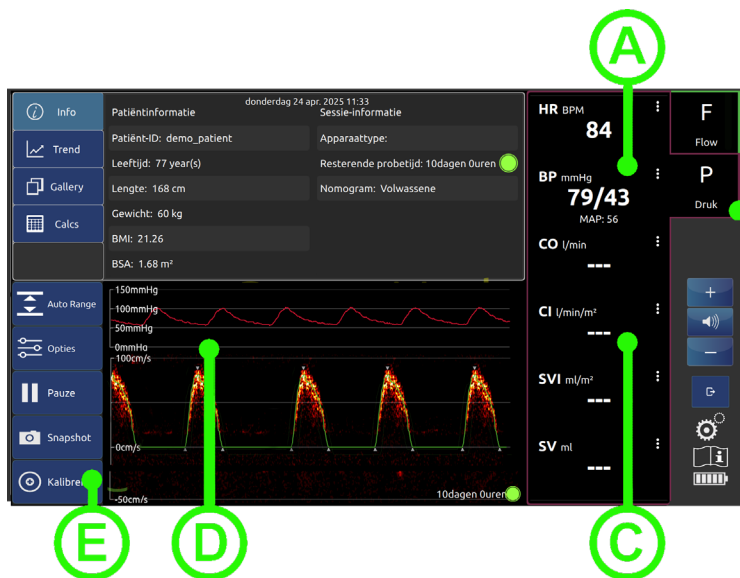 A
donderdag 24 apr. 2025 11:33
Info
Patiëntinformatie
Sessie-informatie
Patiënt-ID: demo_patient
Apparaattype:
Trend
Leeftijd: 77 year(s)
Resterende probetijd: 10dagen 0uren
Gallery
Lengte: 168 cm
Nomogram: Volwassene
Gewicht: 60 kg
Calcs
BMI: 21.26
BSA: 1.68 m²
HR BPM
84
BP mmHg
79/43
MAP: 56
CO l/min
---
CI l/min/m²
---
SVI ml/m²
---
SV ml
---
F
Flow
P
Druk
+
−
Auto Range
Opties
Pauze
Snapshot
150mmHg
100mmHg
50mmHg
0mmHg
100cm/s
0cm/s
-50cm/s
10dagen 0uren
E
D
C